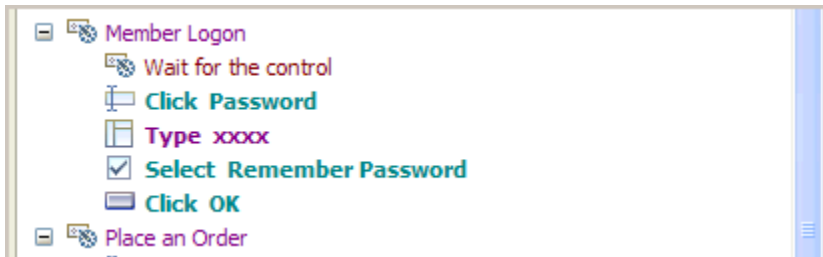 Member Logon
Wait for the control
Click Password
Type xxxx
Select Remember Password
Click OK
Place an Order